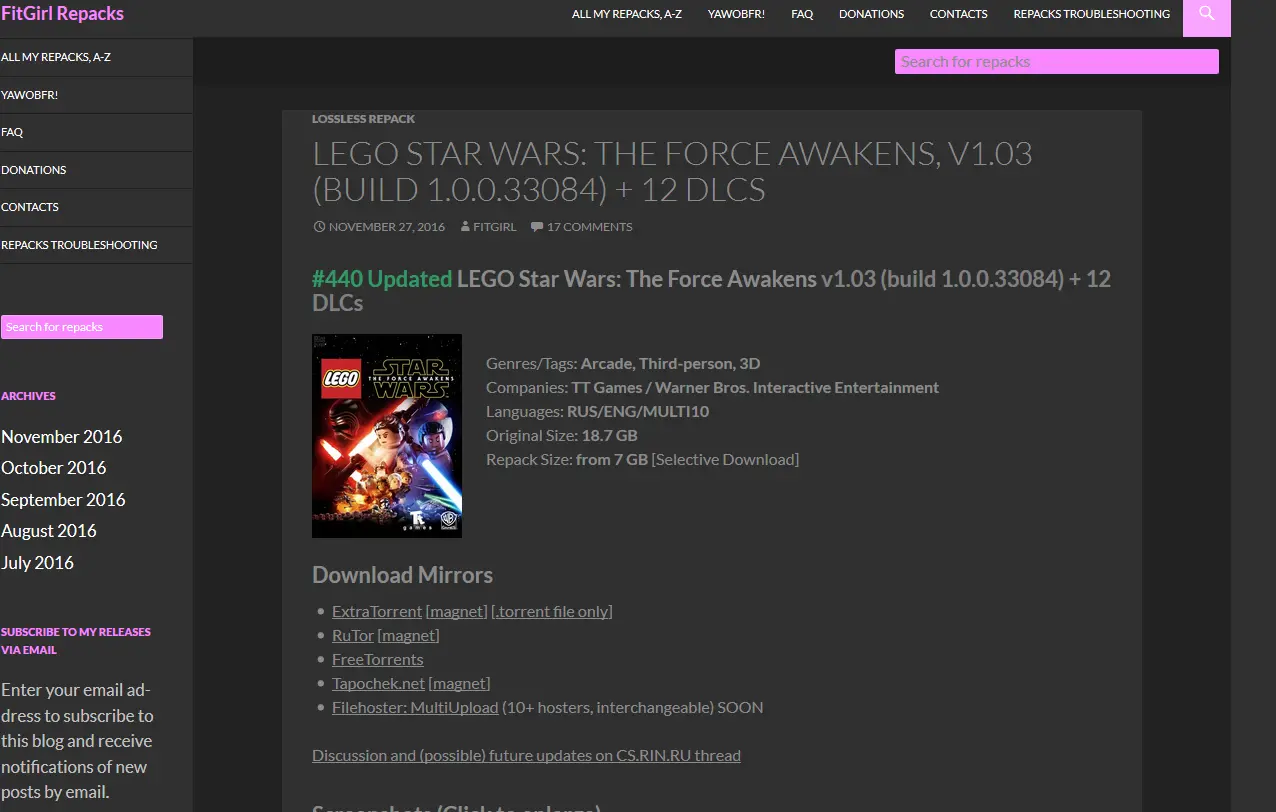 FitGirl Repacks
ALL MY REPACKS, A-Z YAWOBFR! FAQ DONATIONS CONTACTS REPACKS TROUBLESHOOTING
ALL MY REPACKS, A-Z
YAWOBFR!
FAQ
DONATIONS
CONTACTS
REPACKS TROUBLESHOOTING
Search for repacks
ARCHIVES
November 2016
October 2016
September 2016
August 2016
July 2016
SUBSCRIBE TO MY RELEASES
VIA EMAIL
Enter your email ad-
dress to subscribe to
this blog and receive
notifications of new
posts by email.
Search for repacks
LOSSLESS REPACK
LEGO STAR WARS: THE FORCE AWAKENS, V1.03
(BUILD 1.0.0.33084) + 12 DLCS
NOVEMBER 27, 2016 FITGIRL 17 COMMENTS
#440 Updated LEGO Star Wars: The Force Awakens v1.03 (build 1.0.0.33084) + 12
DLCs
LEGO
STAR
THE FORCE AWAKENS
WARS
games
Genres/Tags: Arcade, Third-person, 3D
Companies: TT Games / Warner Bros. Interactive Entertainment
Languages: RUS/ENG/MULTI10
Original Size: 18.7 GB
Repack Size: from 7 GB [Selective Download]
Download Mirrors
• ExtraTorrent [magnet] [.torrent file only]
• RuTor [magnet]
• FreeTorrents
• Tapochek.net [magnet]
• Filehoster: MultiUpload (10+ hosters, interchangeable) SOON
Discussion and (possible) future updates on CS.RIN.RU thread
Screenshots (Click to enlarge)